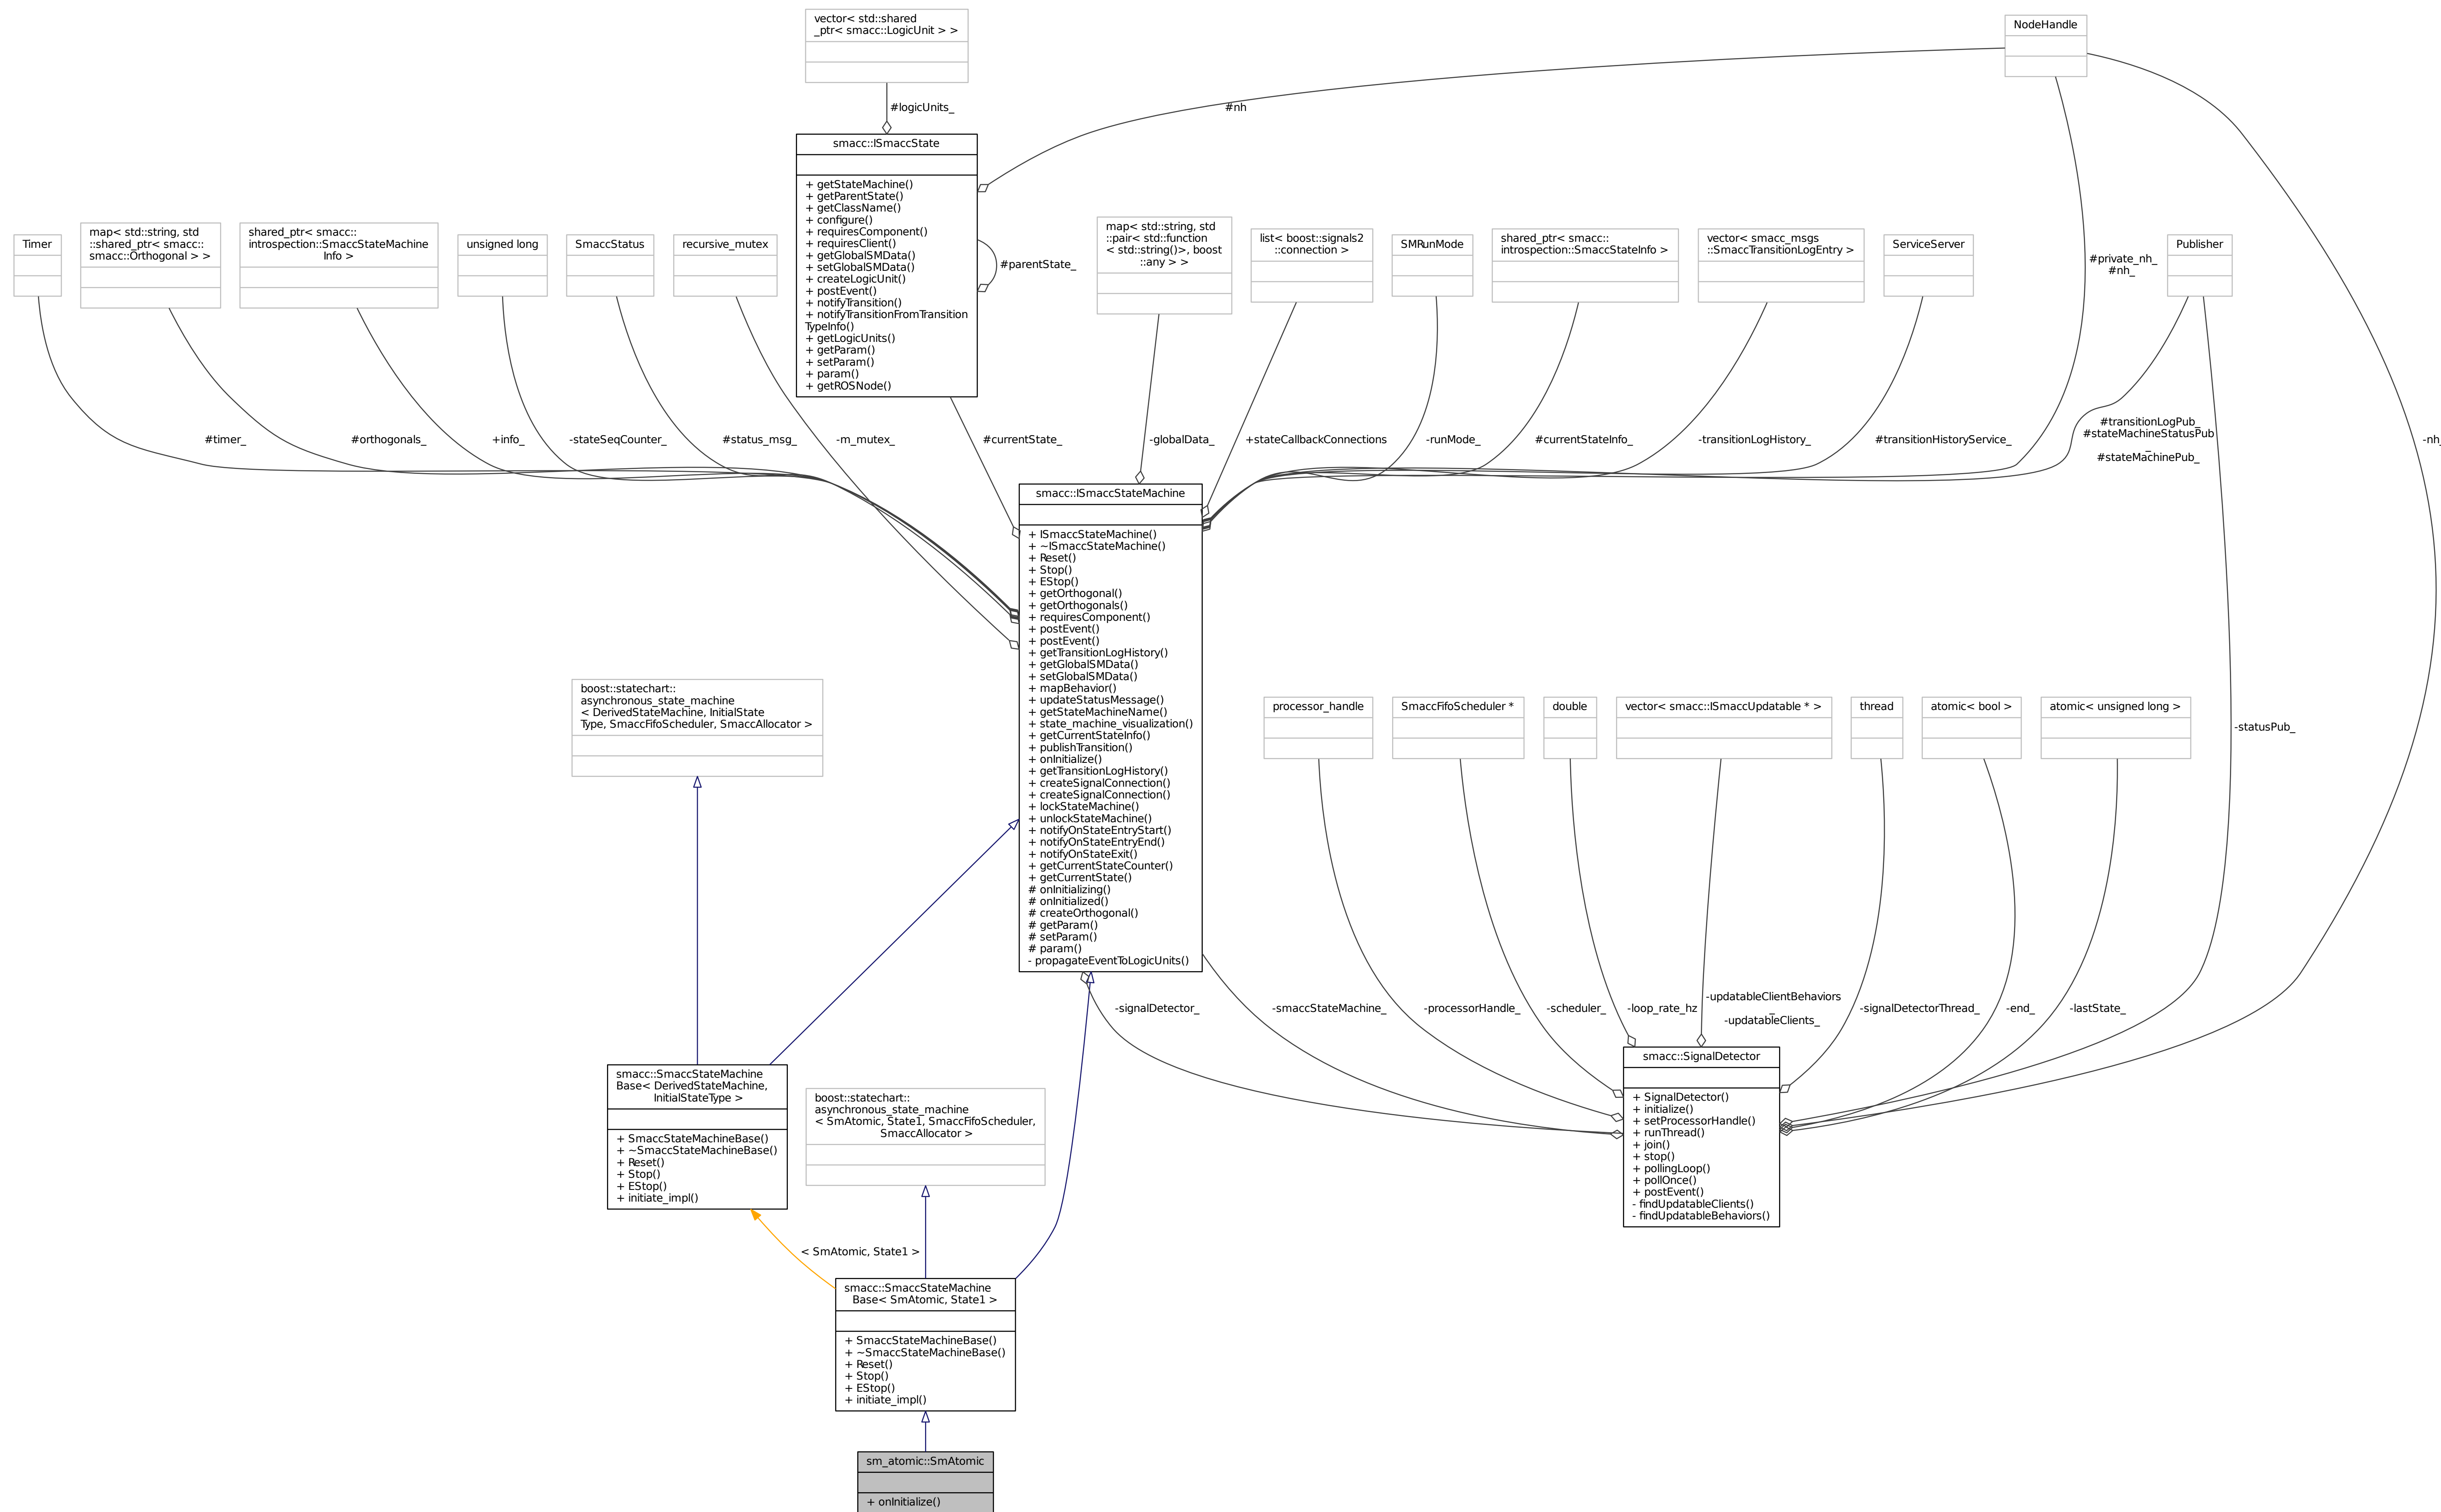 vector< std::shared
_ptr< smacc::LogicUnit > >
NodeHandle
#logicUnits_
#nh
smacc::ISmaccState
+ getStateMachine()
+ getParentState()
+ getClassName()
+ configure()
+ requiresComponent()
+ requiresClient()
+ getGlobalSMData()
+ setGlobalSMData()
+ createLogicUnit()
+ postEvent()
+ notifyTransition()
+ notifyTransitionFromTransition
TypeInfo()
+ getLogicUnits()
+ getParam()
+ setParam()
+ param()
+ getROSNode()
#parentState_
Timer
map< std::string, std
::shared_ptr< smacc::
smacc::Orthogonal > >
shared_ptr< smacc::
introspection::SmaccStateMachine
Info >
unsigned long
SmaccStatus
recursive_mutex
map< std::string, std
::pair< std::function
< std::string()>, boost
::any > >
list< boost::signals2
::connection >
SMRunMode
shared_ptr< smacc::
introspection::SmaccStateInfo >
vector< smacc_msgs
::SmaccTransitionLogEntry >
ServiceServer
#private_nh_
#nh_
Publisher
#timer_
#orthogonals_
+info_
-stateSeqCounter_
#status_msg_
-m_mutex_
#currentState_
-globalData_
+stateCallbackConnections
-runMode_
#currentStateInfo_
-transitionLogHistory_
#transitionHistoryService_
#transitionLogPub_
#stateMachineStatusPub
_
#stateMachinePub_
-nh_
smacc::ISmaccStateMachine
+ ISmaccStateMachine()
+ ~ISmaccStateMachine()
+ Reset()
+ Stop()
+ EStop()
+ getOrthogonal()
+ getOrthogonals()
+ requiresComponent()
+ postEvent()
+ postEvent()
+ getTransitionLogHistory()
+ getGlobalSMData()
+ setGlobalSMData()
+ mapBehavior()
+ updateStatusMessage()
+ getStateMachineName()
+ state_machine_visualization()
+ getCurrentStateInfo()
+ publishTransition()
+ onInitialize()
+ getTransitionLogHistory()
+ createSignalConnection()
+ createSignalConnection()
+ lockStateMachine()
+ unlockStateMachine()
+ notifyOnStateEntryStart()
+ notifyOnStateEntryEnd()
+ notifyOnStateExit()
+ getCurrentStateCounter()
+ getCurrentState()
# onInitializing()
# onInitialized()
# createOrthogonal()
# getParam()
# setParam()
# param()
- propagateEventToLogicUnits()
boost::statechart::
asynchronous_state_machine
< DerivedStateMachine, InitialState
Type, SmaccFifoScheduler, SmaccAllocator >
processor_handle
SmaccFifoScheduler *
double
vector< smacc::ISmaccUpdatable * >
thread
atomic< bool >
atomic< unsigned long >
-statusPub_
-signalDetector_
-smaccStateMachine_
-processorHandle_
-scheduler_
-loop_rate_hz
-updatableClientBehaviors
_
-updatableClients_
-signalDetectorThread_
-end_
-lastState_
smacc::SignalDetector
+ SignalDetector()
+ initialize()
+ setProcessorHandle()
+ runThread()
+ join()
+ stop()
+ pollingLoop()
+ pollOnce()
+ postEvent()
- findUpdatableClients()
- findUpdatableBehaviors()
smacc::SmaccStateMachine
Base< DerivedStateMachine,
InitialStateType >
+ SmaccStateMachineBase()
+ ~SmaccStateMachineBase()
+ Reset()
+ Stop()
+ EStop()
+ initiate_impl()
boost::statechart::
asynchronous_state_machine
< SmAtomic, State1, SmaccFifoScheduler,
SmaccAllocator >
< SmAtomic, State1 >
smacc::SmaccStateMachine
Base< SmAtomic, State1 >
+ SmaccStateMachineBase()
+ ~SmaccStateMachineBase()
+ Reset()
+ Stop()
+ EStop()
+ initiate_impl()
sm_atomic::SmAtomic
+ onInitialize()